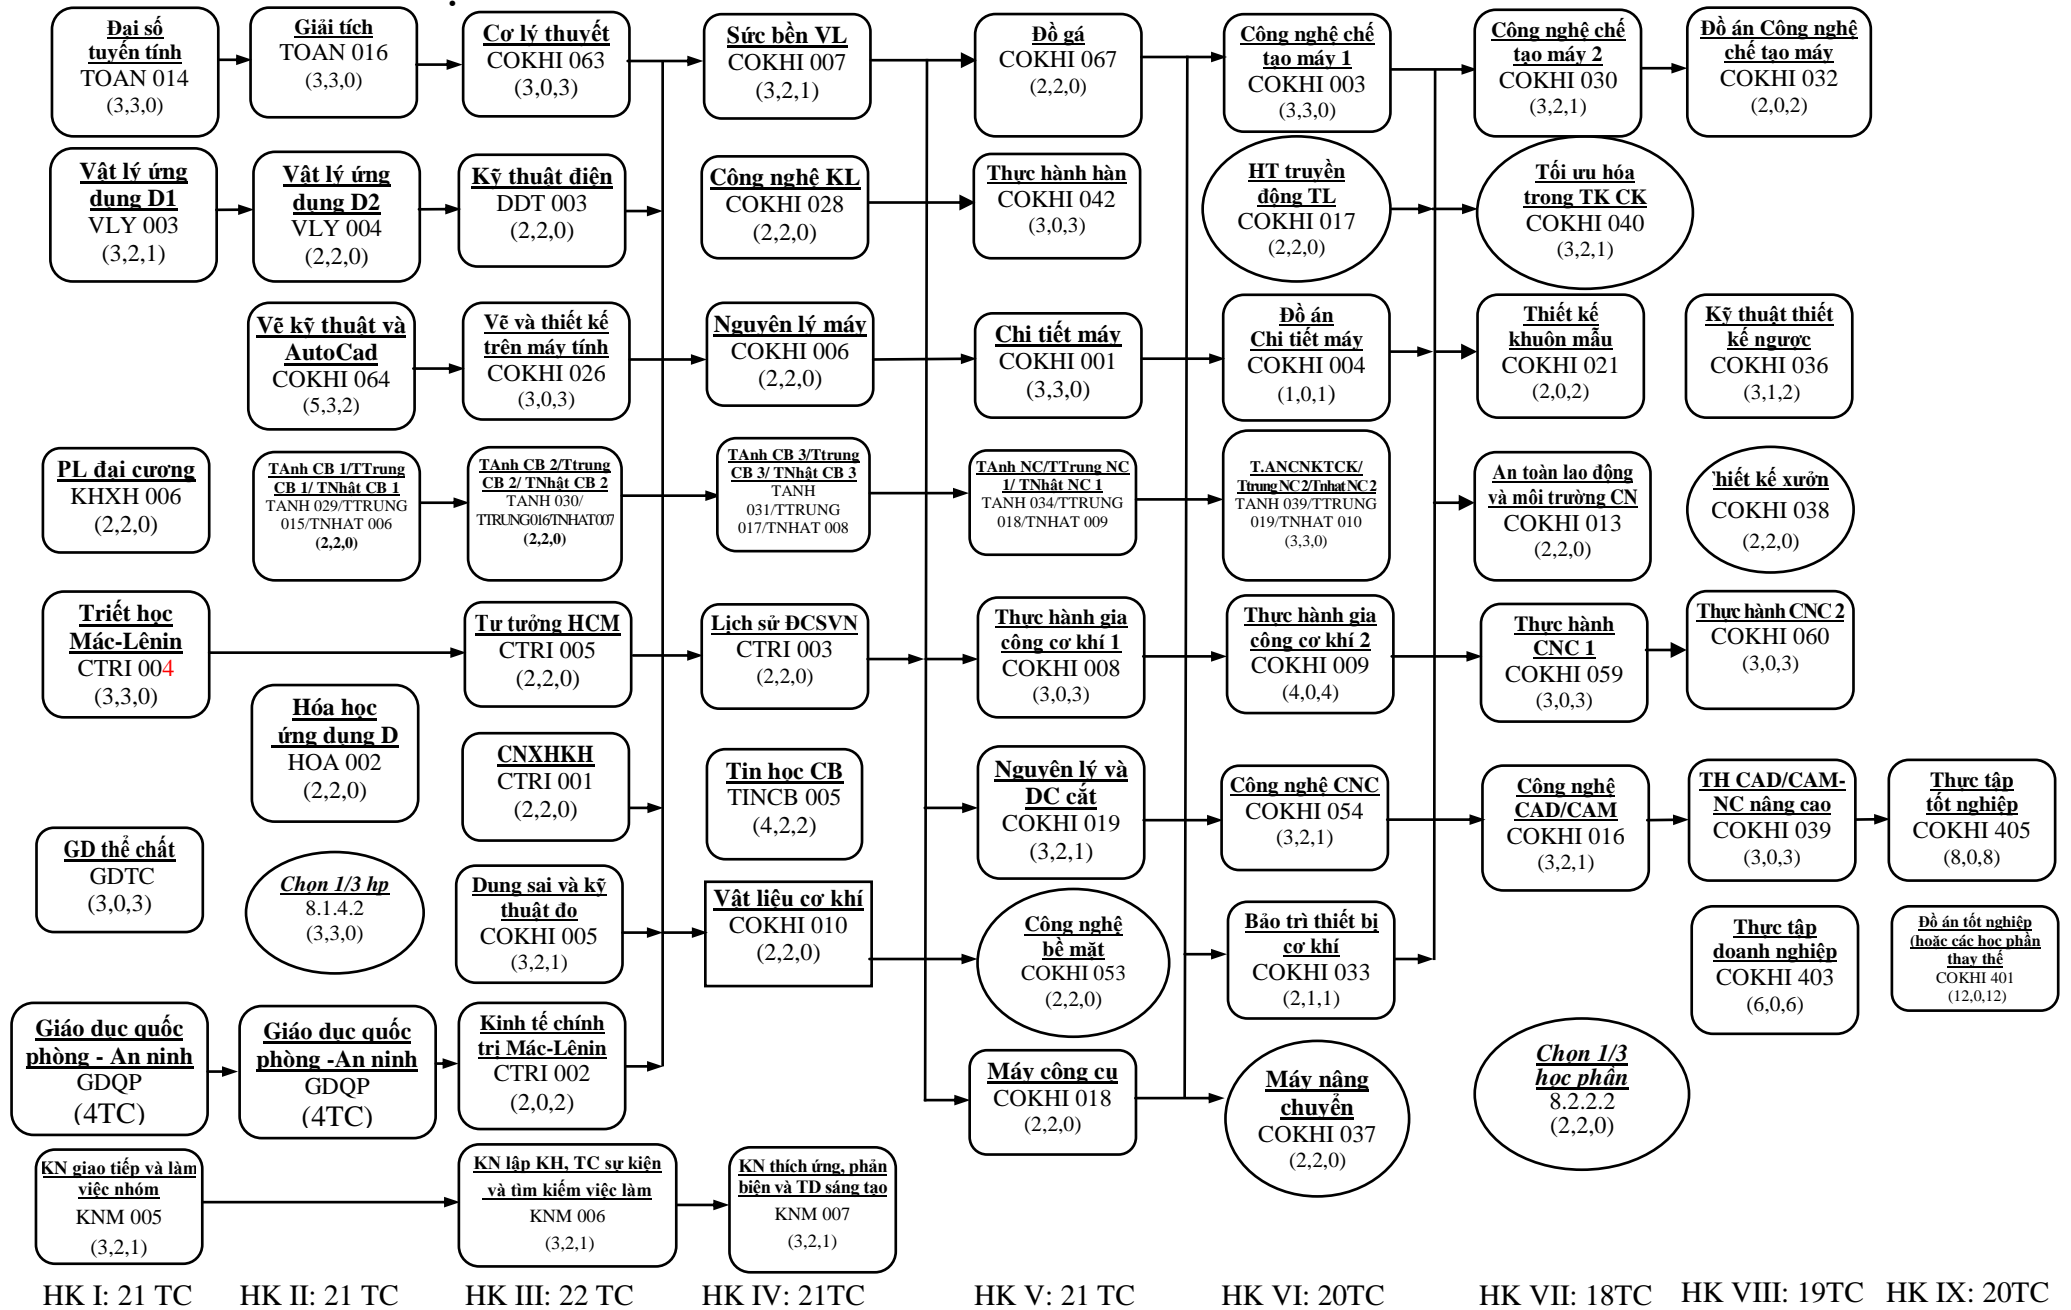 Đại số
tuyến tính
TOAN 014
(3,3,0)
Giải tích
TOAN 016
(3,3,0)
Cơ lý thuyết
COKHI 063
(3,0,3)
Sức bền VL
COKHI 007
(3,2,1)
Đồ gá
COKHI 067
(2,2,0)
Công nghệ chế
tạo máy 1
COKHI 003
(3,3,0)
Công nghệ chế
tạo máy 2
COKHI 030
(3,2,1)
Đồ án Công nghệ
chế tạo máy
COKHI 032
(2,0,2)
Vật lý ứng
dụng D1
VLY 003
(3,2,1)
Vật lý ứng
dụng D2
VLY 004
(2,2,0)
Kỹ thuật điện
DDT 003
(2,2,0)
Công nghệ KL
COKHI 028
(2,2,0)
Thực hành hàn
COKHI 042
(3,0,3)
HT truyền
động TL
COKHI 017
(2,2,0)
Tối ưu hóa
trong TK CK
COKHI 040
(3,2,1)
Vẽ kỹ thuật và
AutoCad
COKHI 064
(5,3,2)
Vẽ và thiết kế
trên máy tính
COKHI 026
(3,0,3)
Nguyên lý máy
COKHI 006
(2,2,0)
Chi tiết máy
COKHI 001
(3,3,0)
Đồ án
Chi tiết máy
COKHI 004
(1,0,1)
Thiết kế
khuôn mẫu
COKHI 021
(2,0,2)
Kỹ thuật thiết
kế ngược
COKHI 036
(3,1,2)
PL đại cương
KHXH 006
(2,2,0)
TAnh CB 1/TTrung
CB 1/ TNhật CB 1
TANH 029/TTRUNG
015/TNHAT 006
(2,2,0)
TAnh CB 2/Ttrung
CB 2/ TNhật CB 2
TANH 030/
TTRUNG016/TNHAT007
(2,2,0)
TAnh CB 3/Ttrung
CB 3/ TNhật CB 3
TANH
031/TTRUNG
017/TNHAT 008
TAnh NC/TTrung NC
1/ TNhật NC 1
TANH 034/TTRUNG
018/TNHAT 009
T.ANCNKTCK/
Ttrung NC 2/Tnhat NC 2
TANH 039/TTRUNG
019/TNHAT 010
(3,3,0)
An toàn lao động
và môi trường CN
COKHI 013
(2,2,0)
hiết kế xưởn
COKHI 038
(2,2,0)
Triết học
Mác-Lênin
CTRI 004
(3,3,0)
Tư tưởng HCM
CTRI 005
(2,2,0)
Lịch sử ĐCSVN
CTRI 003
(2,2,0)
Thực hành gia
công cơ khí 1
COKHI 008
(3,0,3)
Thực hành gia
công cơ khí 2
COKHI 009
(4,0,4)
Thực hành
CNC 1
COKHI 059
(3,0,3)
Thực hành CNC 2
COKHI 060
(3,0,3)
Hóa học
ứng dụng D
HOA 002
(2,2,0)
CNXHKH
CTRI 001
(2,2,0)
Tin học CB
TINCB 005
(4,2,2)
Nguyên lý và
DC cắt
COKHI 019
(3,2,1)
Công nghệ CNC
COKHI 054
(3,2,1)
Công nghệ
CAD/CAM
COKHI 016
(3,2,1)
TH CAD/CAM-
NC nâng cao
COKHI 039
(3,0,3)
Thực tập
tốt nghiệp
COKHI 405
(8,0,8)
GD thể chất
GDTC
(3,0,3)
Chọn 1/3 hp
8.1.4.2
(3,3,0)
Dung sai và kỹ
thuật đo
COKHI 005
(3,2,1)
Vật liệu cơ khí
COKHI 010
(2,2,0)
Công nghệ
bề mặt
COKHI 053
(2,2,0)
Bảo trì thiết bị
cơ khí
COKHI 033
(2,1,1)
Thực tập
doanh nghiệp
COKHI 403
(6,0,6)
Đồ án tốt nghiệp
(hoặc các học phần
thay thế
COKHI 401
(12,0,12)
Giáo dục quốc
phòng - An ninh
GDQP
(4TC)
Giáo dục quốc
phòng -An ninh
GDQP
(4TC)
Kinh tế chính
trị Mác-Lênin
CTRI 002
(2,0,2)
Máy công cụ
COKHI 018
(2,2,0)
Máy nâng
chuyển
COKHI 037
(2,2,0)
Chọn 1/3
học phần
8.2.2.2
(2,2,0)
KN giao tiếp và làm
việc nhóm
KNM 005
(3,2,1)
KN lập KH, TC sự kiện
và tìm kiếm việc làm
KNM 006
(3,2,1)
KN thích ứng, phản
biện và TD sáng tạo
KNM 007
(3,2,1)
HK I: 21 TC
HK II: 21 TC
HK III: 22 TC
HK IV: 21TC
HK V: 21 TC
HK VI: 20TC
HK VII: 18TC
HK VIII: 19TC
HK IX: 20TC